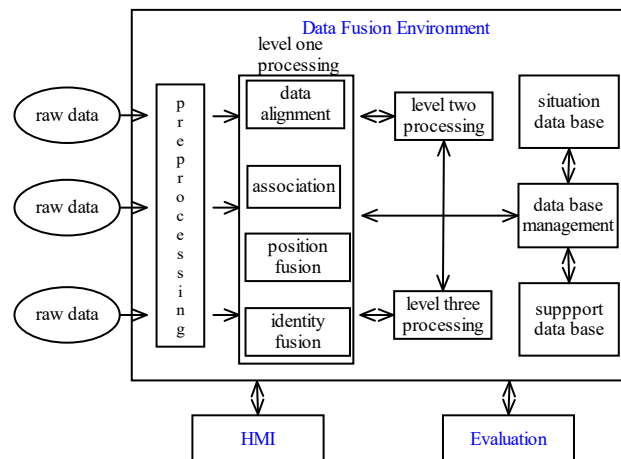 Data Fusion Environment
level one
processing
raw data
raw data
raw data
preprocessing
data
alignment
association
position
fusion
identity
fusion
level two
processing
level three
processing
situation
data base
data base
management
suppport
data base
HMI
Evaluation